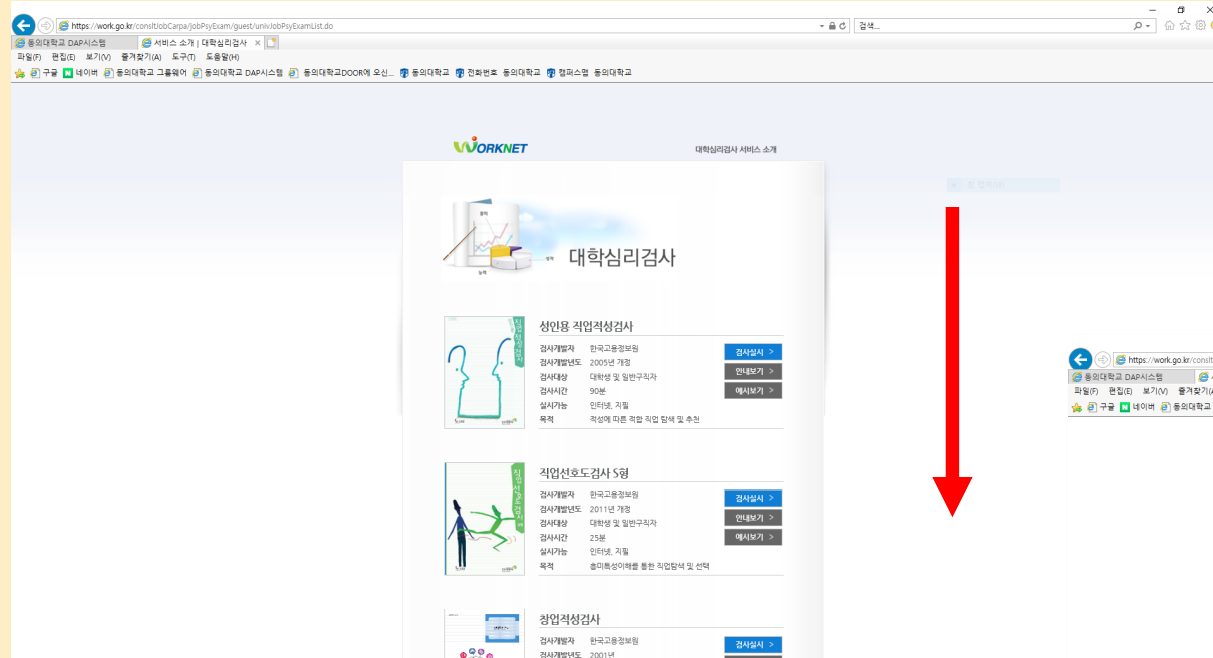 https://work.go.kr/consltJobCarpa/jobPsyExam/guest/univJobPsyExamList.do
검색...
동의대학교 DAP시스템
서비스 소개 | 대학심리검사
파일(F) 편집(E) 보기(V) 즐겨찾기(A) 도구(T) 도움말(H)
구글 네이버 동의대학교 그룹웨어 동의대학교 DAP시스템 동의대학교DOOR에 오신... 동의대학교 전화번호 동의대학교 캠퍼스맵 동의대학교
WORKNET
대학심리검사 서비스 소개
흥미
능력
대학심리검사
직업적성검사
성인용 직업적성검사
검사개발자 한국고용정보원
검사개발년도 2005년 개정
검사대상 대학생 및 일반구직자
검사시간 90분
실시가능 인터넷, 지필
목적 적성에 따른 적합 직업 탐색 및 추천
검사실시 >
안내보기 >
예시보기 >
직업선호도검사
직업선호도검사 S형
검사개발자 한국고용정보원
검사개발년도 2011년 개정
검사대상 대학생 및 일반구직자
검사시간 25분
실시가능 인터넷, 지필
목적 흥미특성이해를 통한 직업탐색 및 선택
검사실시 >
안내보기 >
예시보기 >
창업적성검사
검사개발자 한국고용정보원
검사개발년도 2001년
검사실시 >
https://work.go.kr/conslt
동의대학교 DAP시스템
파일(F) 편집(E) 보기(V) 즐겨찾기(A
구글 네이버 동의대학교